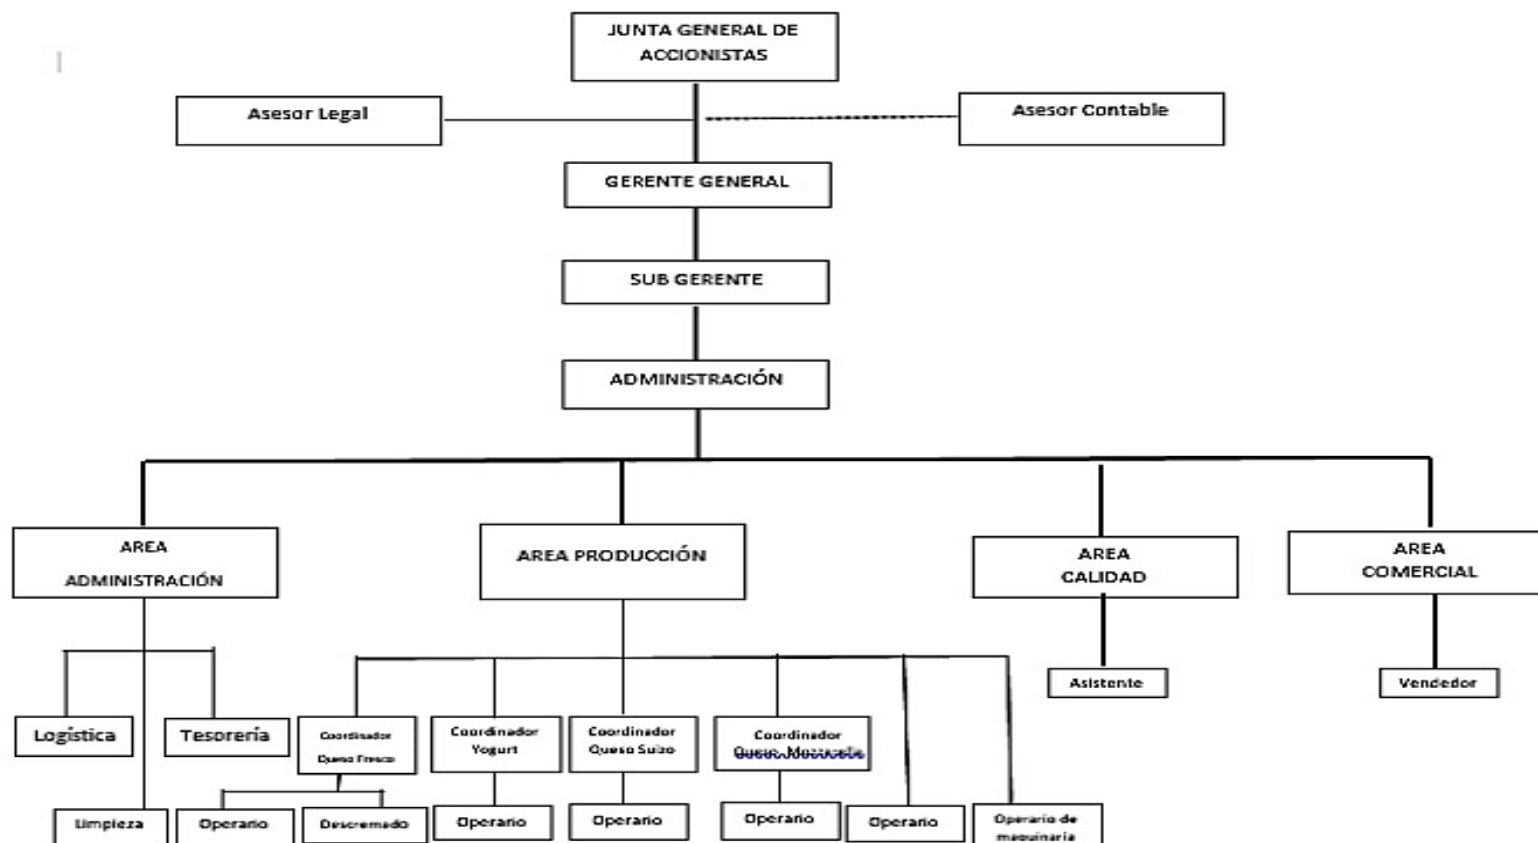 JUNTA GENERAL DE
ACCIONISTAS
Asesor Legal
Asesor Contable
GERENTE GENERAL
SUB GERENTE
ADMINISTRACIÓN
AREA
ADMINISTRACIÓN
AREA PRODUCCIÓN
AREA
CALIDAD
AREA
COMERCIAL
Asistente
Vendedor
Logística
Tesorería
Coordinador
Queso Fresco
Coordinador
Yogurt
Coordinador
Queso Suizo
Coordinador
Queso
Limpieza
Operario
Descremado
Operario
Operario
Operario
Operario
Operario de
maquinaria